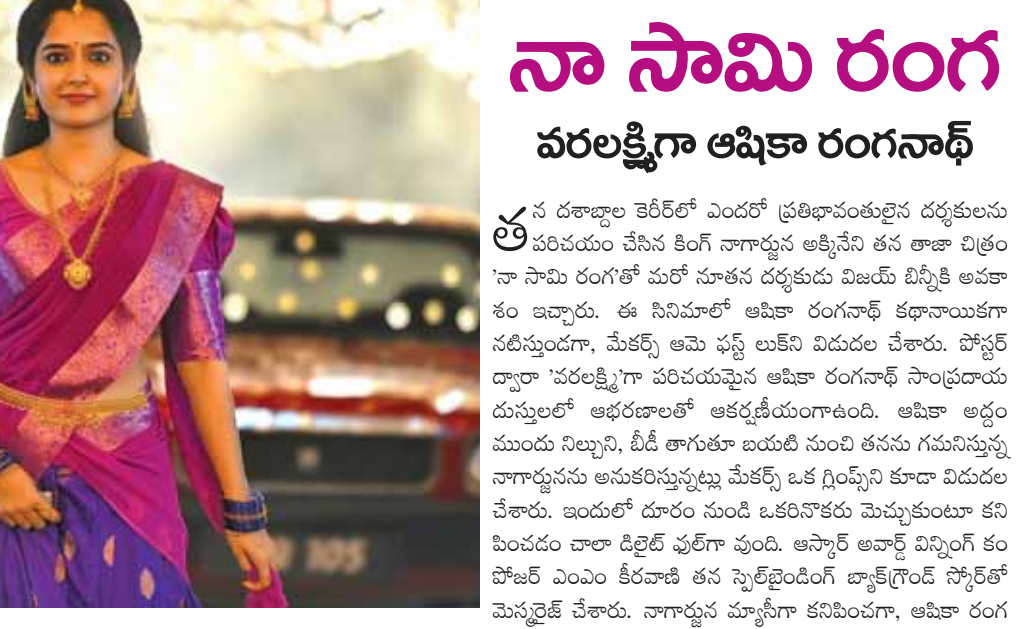 నా సామి రంగ
వరలక్ష్మిగా ఆషికా రంగనాథ్
తన దశాబ్దాల కెరీర్‌లో ఎందరో ప్రతిభావంతులైన దర్శకులను
పరిచయం చేసిన కింగ్ నాగార్జున అక్కినేని తన తాజా చిత్రం
'నా సామి రంగ'తో మరో నూతన దర్శకుడు విజయ్ బిన్నీకి అవకా
శం ఇచ్చారు. ఈ సినిమాలో ఆషికా రంగనాథ్ కథానాయికగా
నటిస్తుండగా, మేకర్స్ ఆమె ఫస్ట్ లుక్‌ని విడుదల చేశారు. పోస్టర్
ద్వారా 'వరలక్ష్మి'గా పరిచయమైన ఆషికా రంగనాథ్ సాంప్రదాయ
దుస్తులలో ఆభరణాలతో ఆకర్షణీయంగాఉంది. ఆషికా అద్దం
ముందు నిల్చుని, బీడీ తాగుతూ బయటి నుంచి తనను గమనిస్తున్న
నాగార్జునను అనుకరిస్తున్నట్లు మేకర్స్ ఒక గ్లింప్స్‌ని కూడా విడుదల
చేశారు. ఇందులో దూరం నుండి ఒకరినొకరు మెచ్చుకుంటూ కని
పించడం చాలా డిలైట్ ఫుల్‌గా వుంది. ఆస్కార్ అవార్డ్ విన్నింగ్ కం
పోజర్ ఎంఎం కీరవాణి తన స్పెల్‌బైండింగ్ బ్యాక్‌గ్రౌండ్ స్కోర్‌తో
మెస్మరైజ్ చేశారు. నాగార్జున మ్యాసీగా కనిపించగా, ఆషికా రంగ